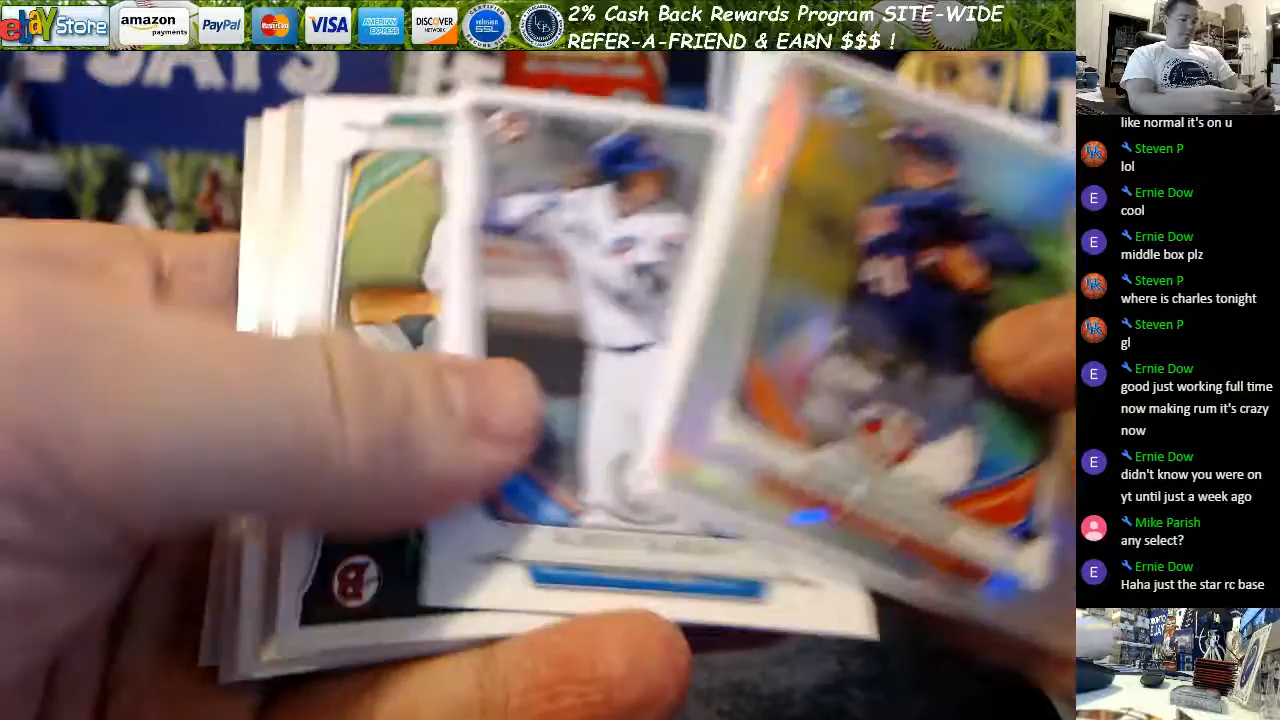 ebay Store
amazon
payments
PayPal
MasterCard
VISA
AMERICAN
EXPRESS
DISCOVER
NETWORK
SSL
2% Cash Back Rewards Program SITE-WIDE
REFER-A-FRIEND & EARN $$$ !
JAYS
like normal it's on u
Steven P
lol
E
Ernie Dow
cool
E
Ernie Dow
middle box plz
Steven P
where is charles tonight
Steven P
gl
E
Ernie Dow
good just working full time
now making rum it's crazy
now
E
Ernie Dow
didn't know you were on
yt until just a week ago
Mike Parish
any select?
E
Ernie Dow
Haha just the star rc base
B